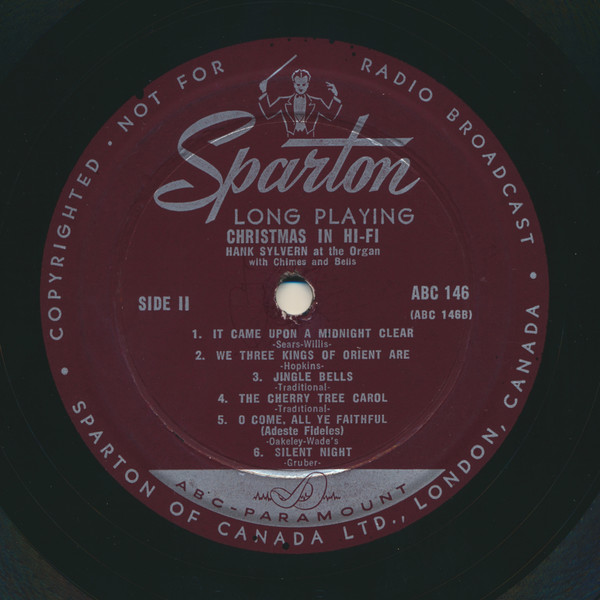 COPYRIGHTED • NOT FOR RADIO BROADCAST
Sparton
LONG PLAYING
CHRISTMAS IN HI-FI
HANK SYLVERN at the Organ
with Chimes and Bells
SIDE II
ABC 146
(ABC 146B)
1. IT CAME UPON A MIDNIGHT CLEAR
-Sears-Willis-
2. WE THREE KINGS OF ORIENT ARE
-Hopkins-
3. JINGLE BELLS
-Traditional-
4. THE CHERRY TREE CAROL
-Traditional-
5. O COME, ALL YE FAITHFUL
(Adeste Fideles)
-Oakeley-Wade's
6. SILENT NIGHT
-Gruber-
ABC-PARAMOUNT
• SPARTON OF CANADA LTD., LONDON, CANADA •